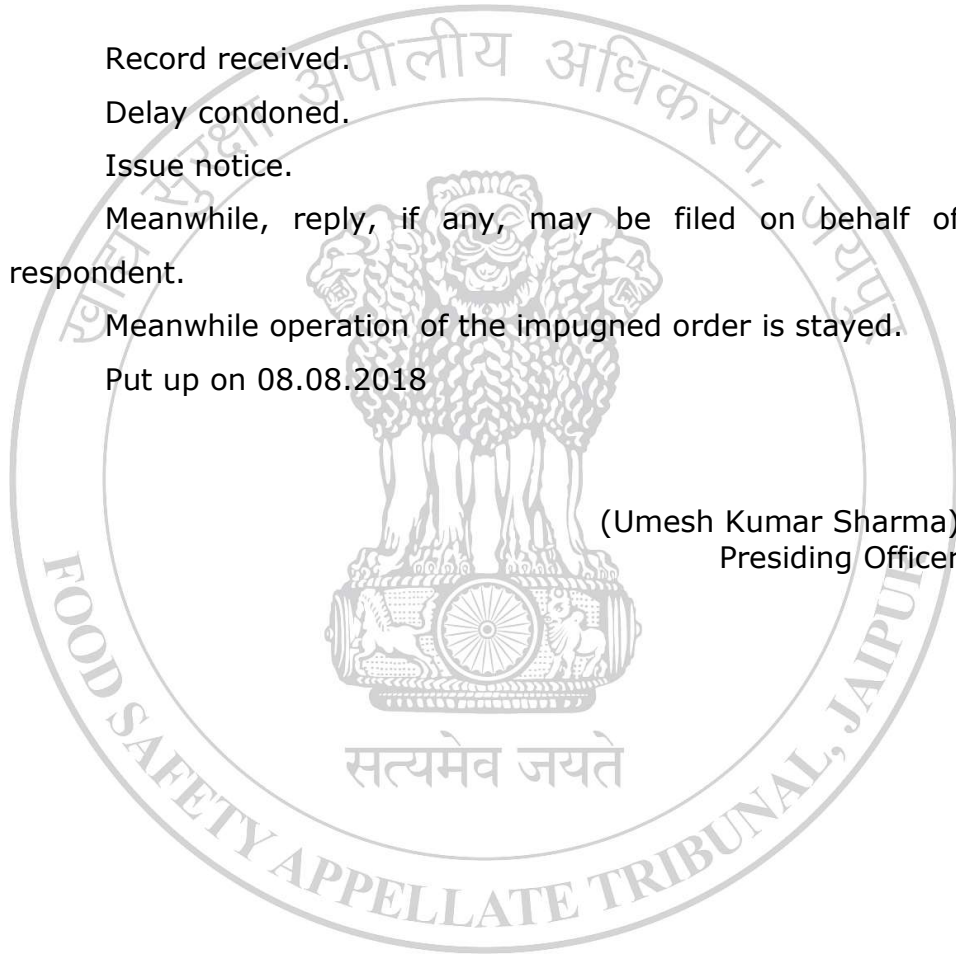 Record received.
Delay condoned.
Issue notice.
Meanwhile, reply, if any, may be filed on behalf of
respondent.
Meanwhile operation of the impugned order is stayed.
Put up on 08.08.2018
(Umesh Kumar Sharma)
Presiding Officer
खाद्य सुरक्षा अपीलीय अधिकरण, जयपुर
सत्यमेव जयते
FOOD SAFETY APPELLATE TRIBUNAL, JAIPUR